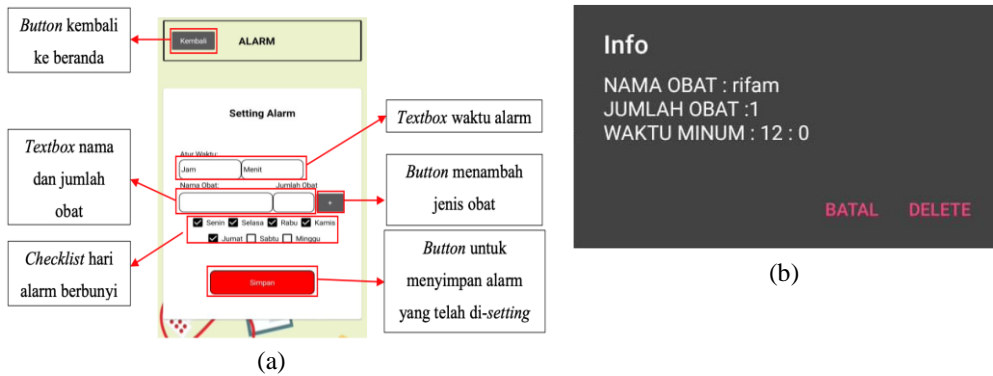 Button kembali
ke beranda
Kembali
ALARM
Setting Alarm
Textbox waktu alarm
Atur Waktu:
Jam
Menit
Textbox nama
dan jumlah
obat
Nama Obat:
Jumlah Obat
+
Button menambah
jenis obat
Senin Selasa Rabu Kamis
Jumat Sabtu Minggu
Checklist hari
alarm berbunyi
Simpan
Button untuk
menyimpan alarm
yang telah di-setting
(a)
Info
NAMA OBAT : rifam
JUMLAH OBAT :1
WAKTU MINUM : 12 : 0
BATAL DELETE
(b)